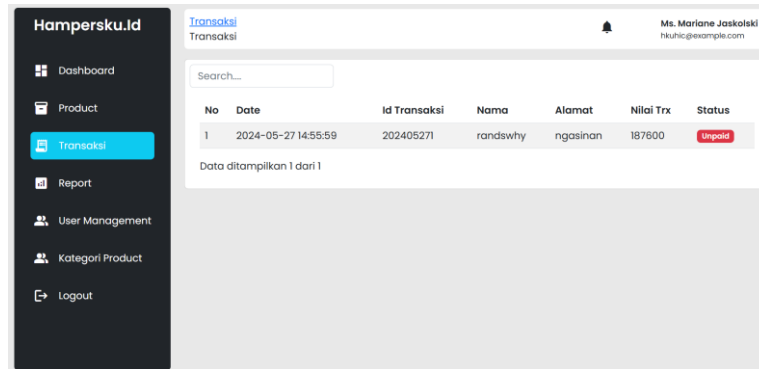 Hampersku.Id
Dashboard
Product
Transaksi
Report
User Management
Kategori Product
Logout
Transaksi
Transaksi
Ms. Mariane Jaskolski
hkuhic@example.com
Search....
No Date Id Transaksi Nama Alamat Nilai Trx Status
1 2024-05-27 14:55:59 202405271 randswhy ngasinan 187600 Unpaid
Data ditampilkan 1 dari 1